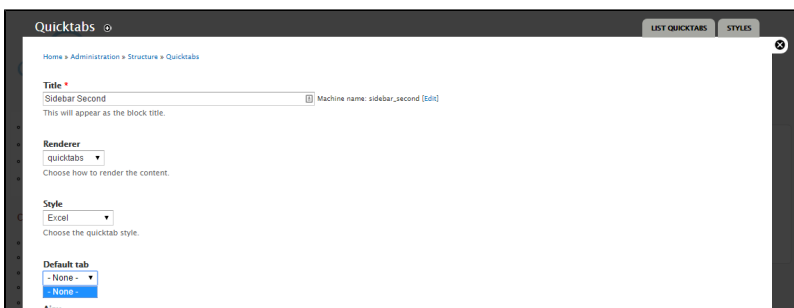 Quicktabs
LIST QUICKTABS
STYLES
Home » Administration » Structure » Quicktabs
Title *
Sidebar Second
Machine name: sidebar_second [Edit]
This will appear as the block title.
Renderer
quicktabs
Choose how to render the content.
Style
Excel
Choose the quicktab style.
Default tab
- None -
- None -